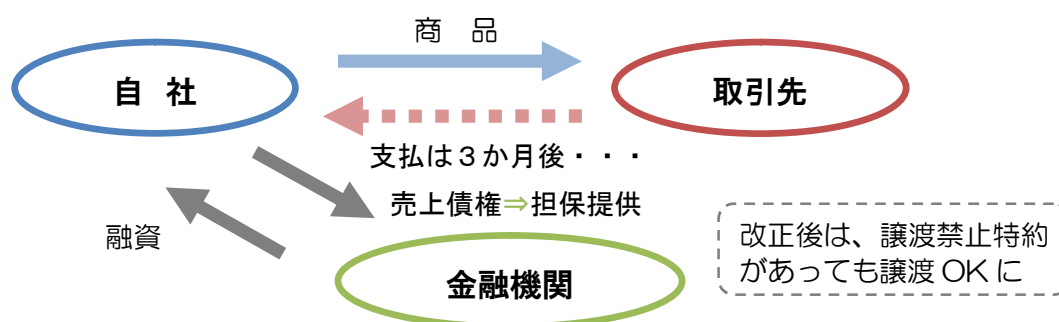 商　品
自　社
取引先
支払は３か月後・・・
売上債権⇒担保提供
融資
金融機関
改正後は、譲渡禁止特約
があっても譲渡 OK に